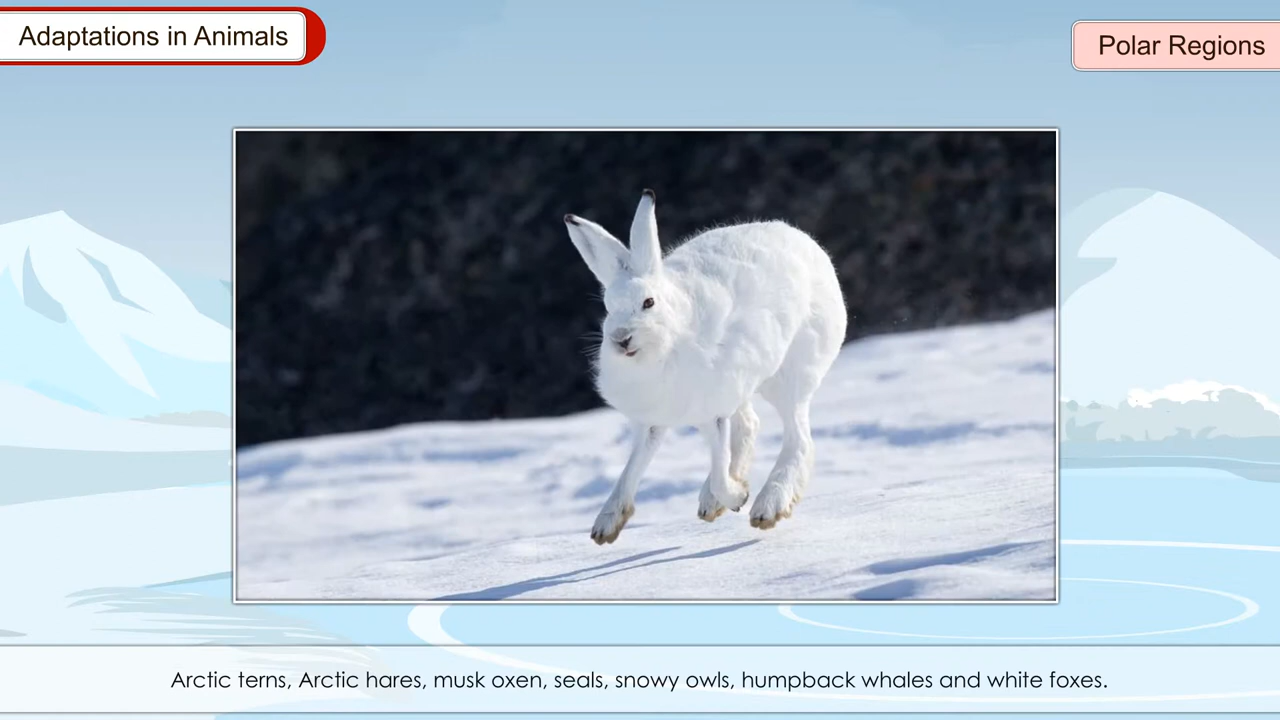 Adaptations in Animals
Polar Regions
Arctic terns, Arctic hares, musk oxen, seals, snowy owls, humpback whales and white foxes.